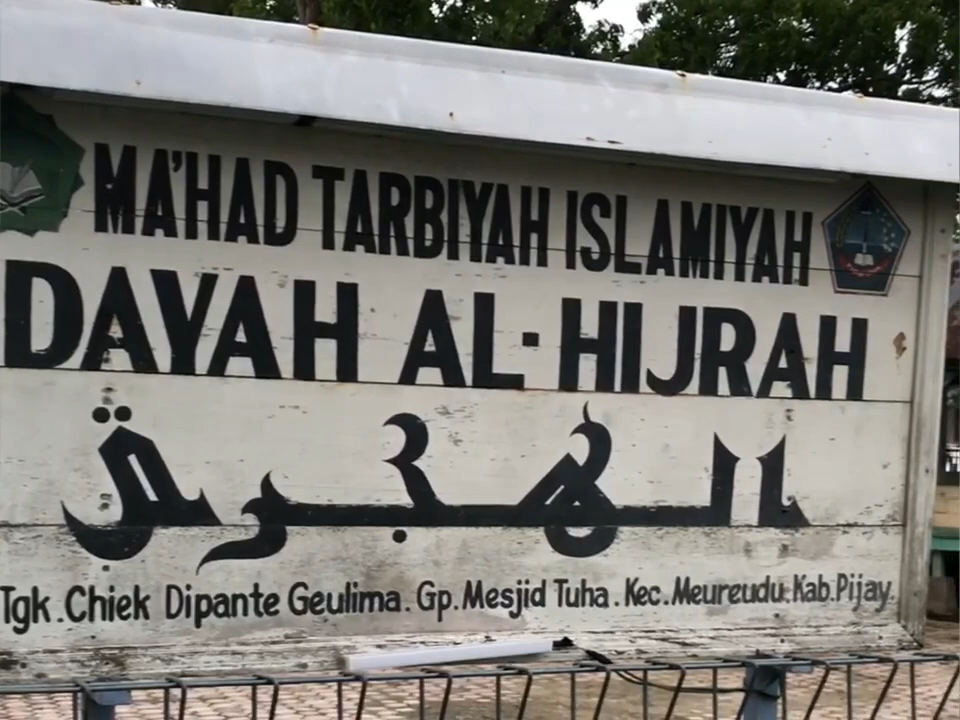 MA'HAD TARBIYAH ISLAMIYAH
DAYAH AL-HIJRAH
الهجرة
Tgk.Chiek Dipante Geulima. Gp.Mesjid Tuha. Kec.Meureudu.Kab.Pijay.